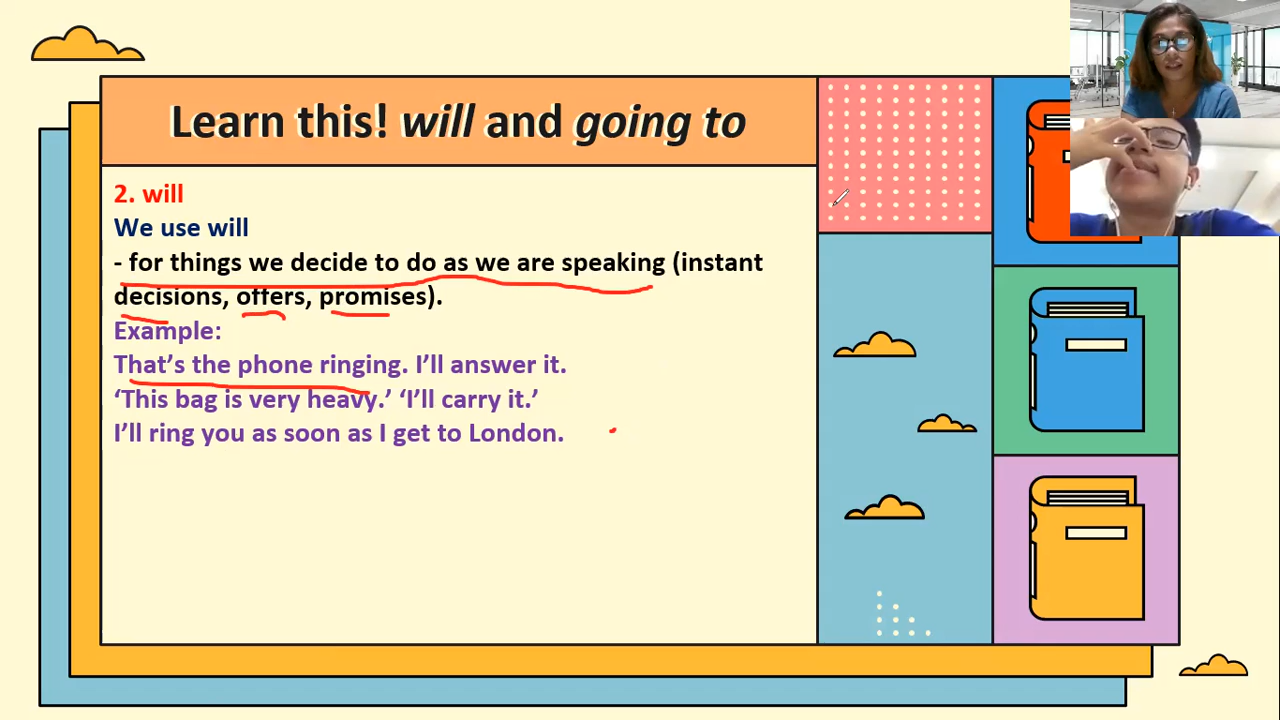 Learn this! will and going to
2. will
We use will
- for things we decide to do as we are speaking (instant
decisions, offers, promises).
Example:
That’s the phone ringing. I’ll answer it.
‘This bag is very heavy.’ ‘I’ll carry it.’
I’ll ring you as soon as I get to London.